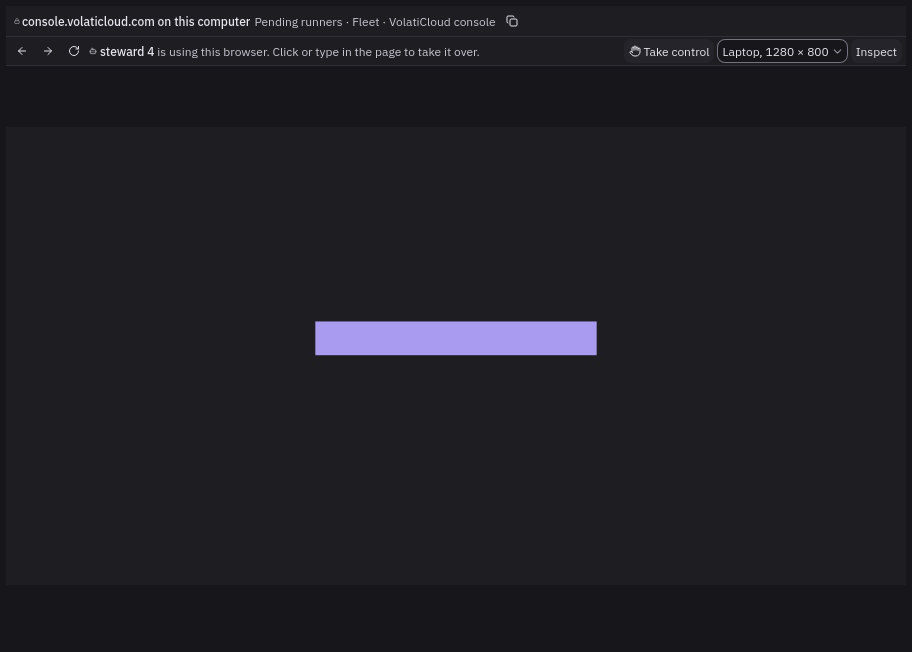 console.volaticloud.com on this computer Pending runners · Fleet · VolatiCloud console
steward 4 is using this browser. Click or type in the page to take it over. Take control Laptop, 1280 × 800 Inspect